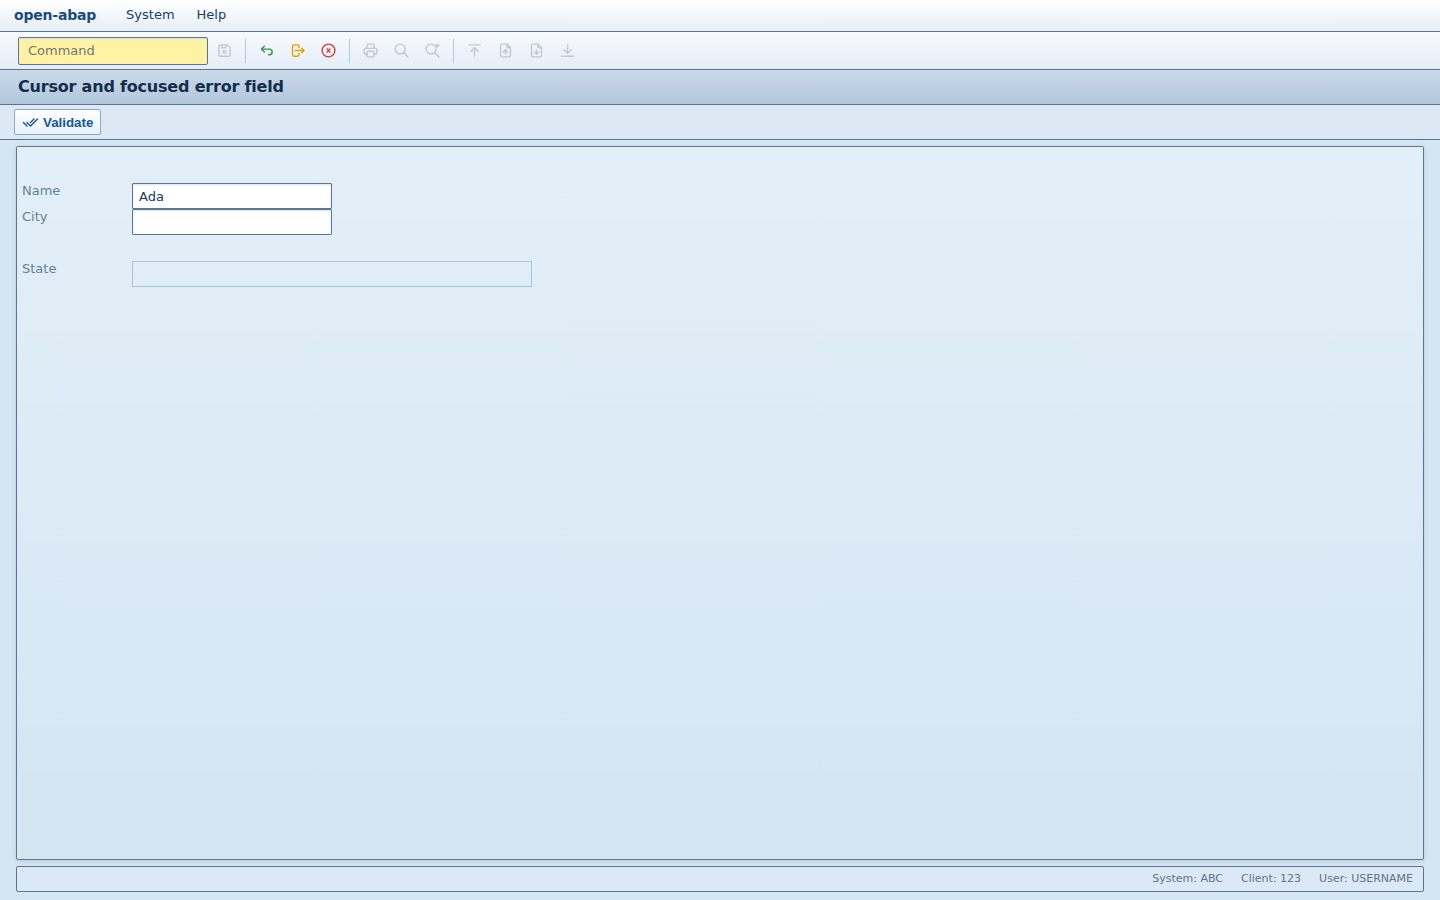 open-abap System Help
Command
Cursor and focused error field
Validate
Name Ada
City
State
System: ABC Client: 123 User: USERNAME